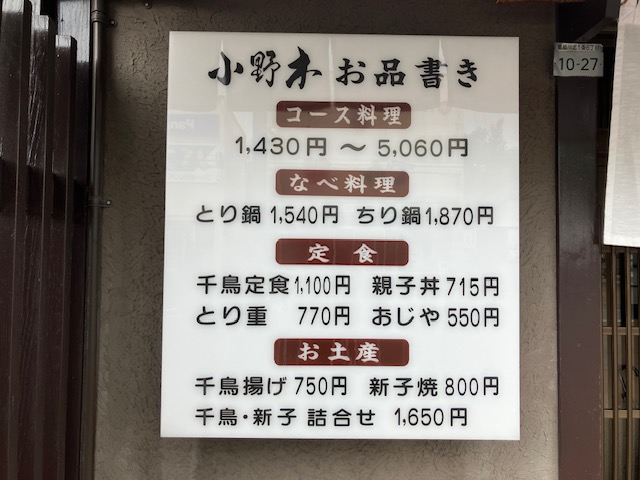 小野木 お品書き
コース料理
1,430円 ～ 5,060円
なべ料理
とり鍋 1,540円 ちり鍋 1,870円
定食
千鳥定食 1,100円 親子丼 715円
とり重 770円 おじや 550円
お土産
千鳥揚げ 750円 新子焼 800円
千鳥・新子 詰合せ 1,650円
10-27